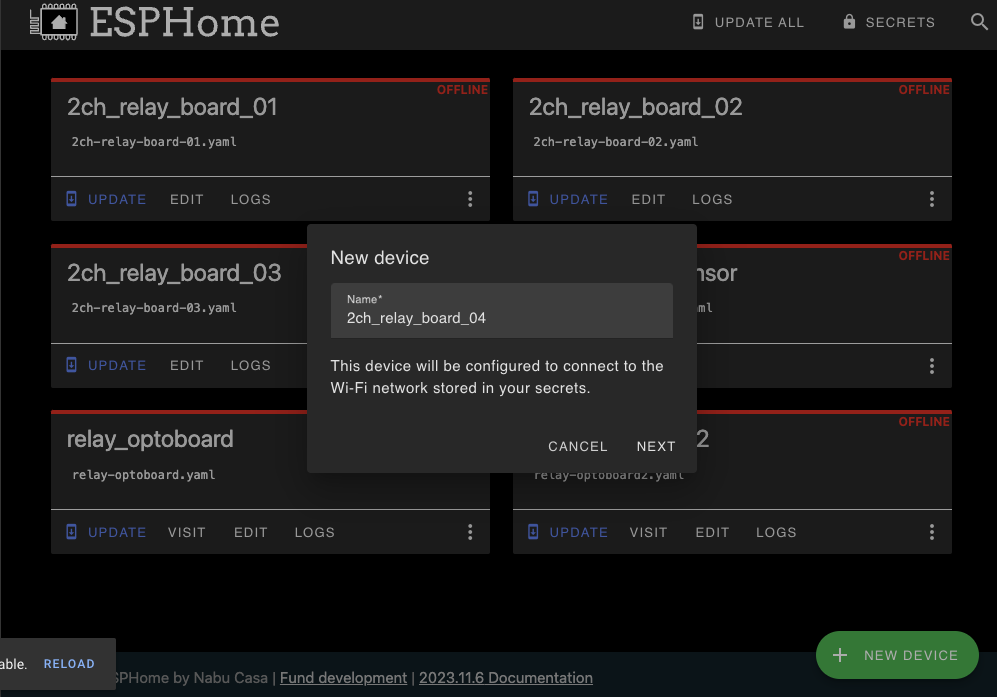 ESPHome
UPDATE ALL
SECRETS
OFFLINE
2ch_relay_board_01
2ch-relay-board-01.yaml
UPDATE EDIT LOGS
OFFLINE
2ch_relay_board_02
2ch-relay-board-02.yaml
UPDATE EDIT LOGS
2ch_relay_board_03
2ch-relay-board-03.yaml
UPDATE EDIT LOGS
OFFLINE
New device
Name*
2ch_relay_board_04
This device will be configured to connect to the
Wi-Fi network stored in your secrets.
CANCEL NEXT
relay_optoboard
relay-optoboard.yaml
UPDATE VISIT EDIT LOGS
OFFLINE
2
relay-optoboard2.yaml
UPDATE VISIT EDIT LOGS
NEW DEVICE
able. RELOAD
SPHome by Nabu Casa | Fund development | 2023.11.6 Documentation